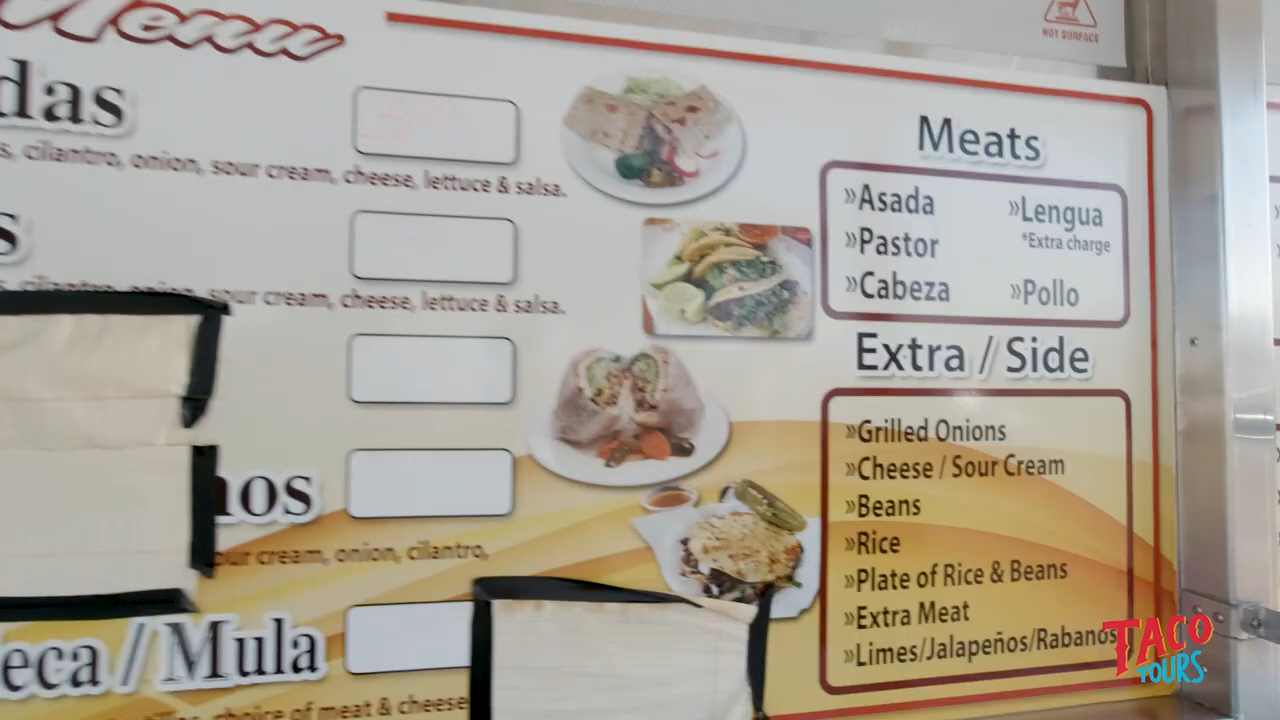 Menu
das
s, cilantro, onion, sour cream, cheese, lettuce & salsa.
s
s, cilantro, onion, sour cream, cheese, lettuce & salsa.
nos
our cream, onion, cilantro,
eca / Mula
choice of meat & cheese
HOT SURFACE
Meats
»Asada
»Pastor
»Cabeza
»Lengua
*Extra charge
»Pollo
Extra / Side
»Grilled Onions
»Cheese / Sour Cream
»Beans
»Rice
»Plate of Rice & Beans
»Extra Meat
»Limes/Jalapeños/Rabanos
TACO
TOURS